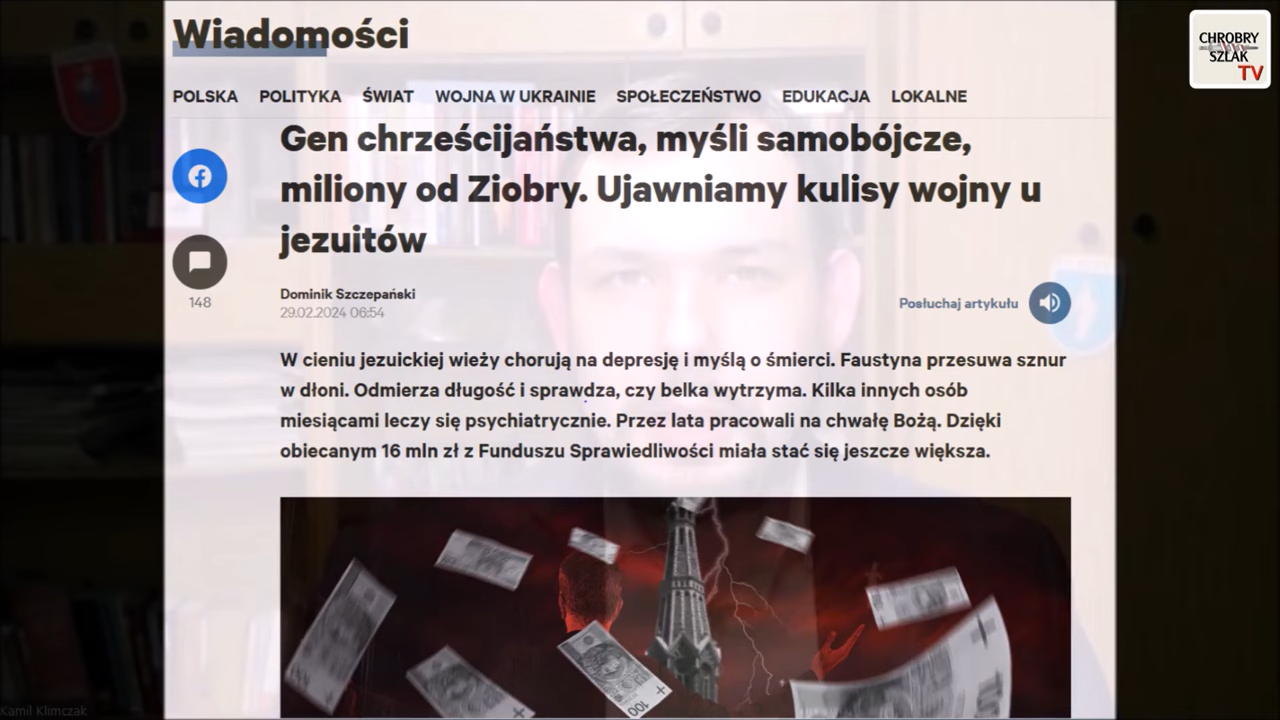 Wiadomości
CHROBRY
SZLAK
TV
POLSKA POLITYKA ŚWIAT WOJNA W UKRAINIE SPOŁECZEŃSTWO EDUKACJA LOKALNE
Gen chrześcijaństwa, myśli samobójcze,
miliony od Ziobry. Ujawniamy kulisy wojny u
jezuitów
148
Dominik Szczepański
29.02.2024 06:54
Posłuchaj artykułu
W cieniu jezuickiej wieży chorują na depresję i myślą o śmierci. Faustyna przesuwa sznur
w dłoni. Odmierza długość i sprawdza, czy belka wytrzyma. Kilka innych osób
miesiącami leczy się psychiatrycznie. Przez lata pracowali na chwałę Bożą. Dzięki
obiecanym 16 mln zł z Funduszu Sprawiedliwości miała stać się jeszcze większa.
100
Kamil Klimczak